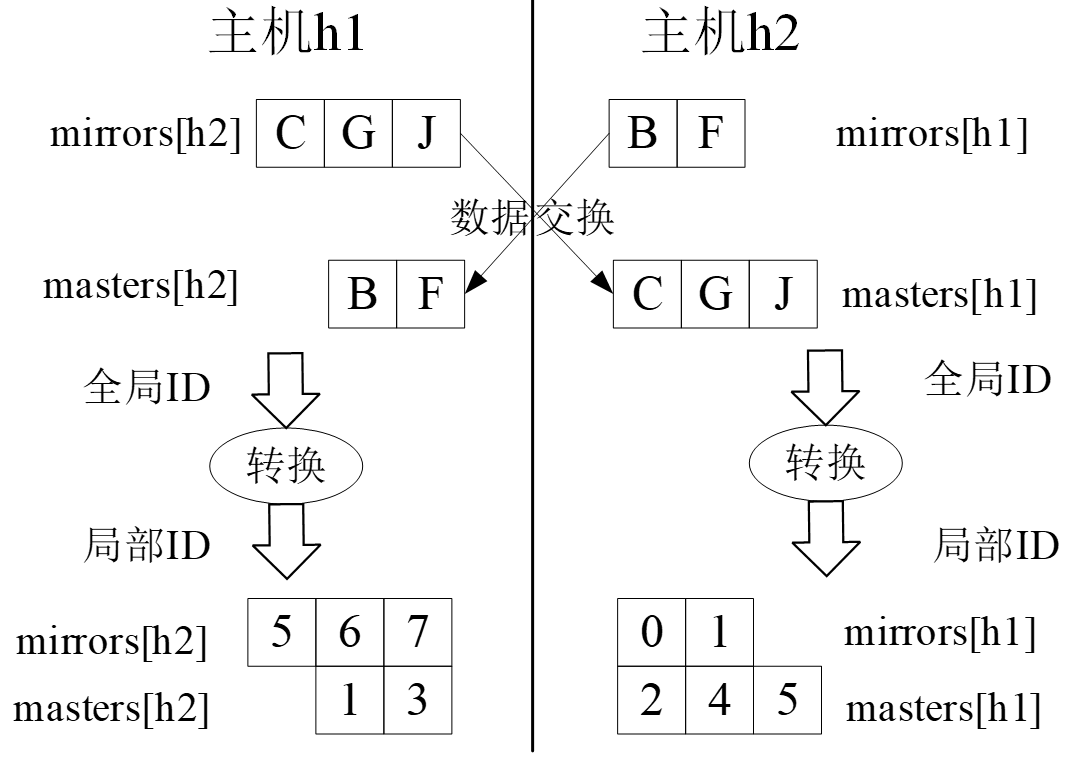 主机h1 主机h2
mirrors[h2] C G J B F mirrors[h1]
数据交换
masters[h2] B F C G J masters[h1]
全局ID 全局ID
转换 转换
局部ID 局部ID
mirrors[h2] 5 6 7 0 1 mirrors[h1]
masters[h2] 1 3 2 4 5 masters[h1]